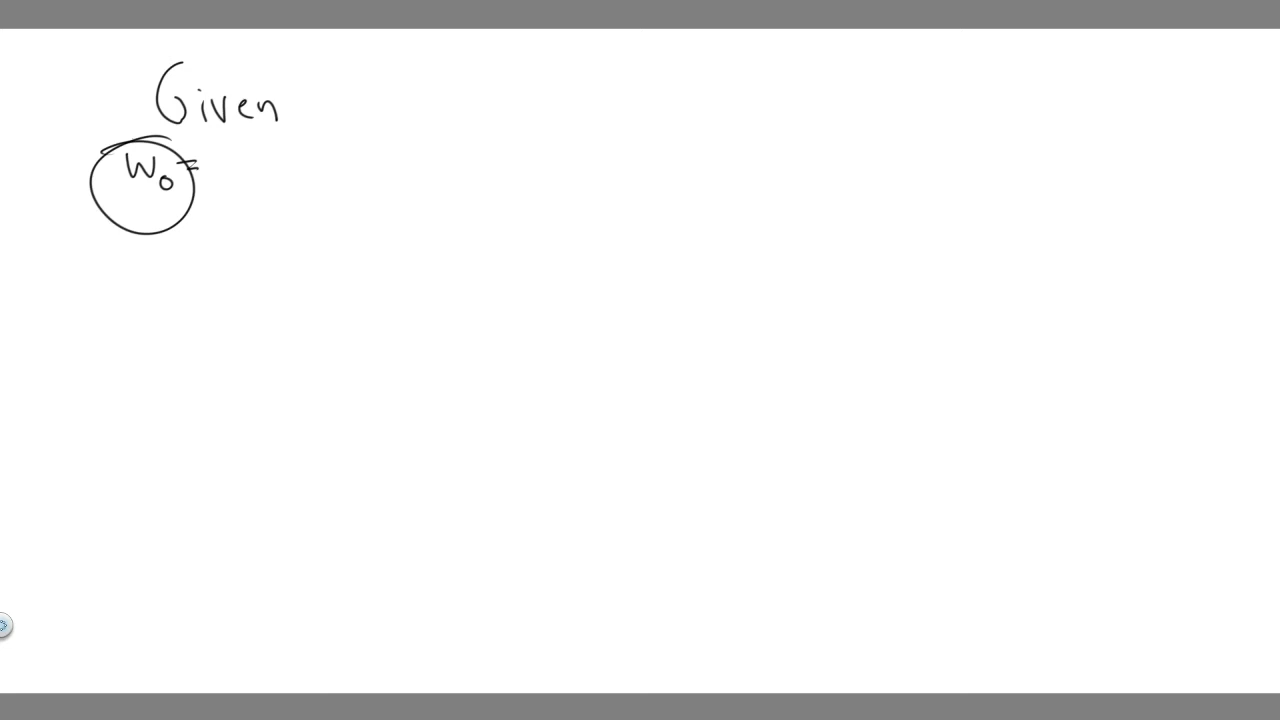 Given
W₀ =